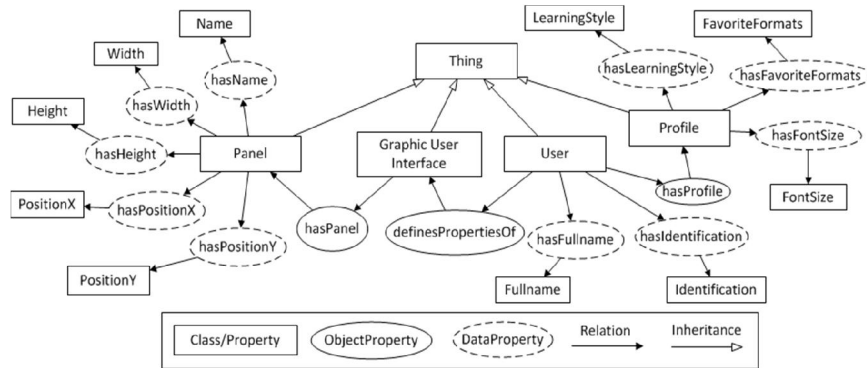 LearningStyle
FavoriteFormats
Name
Width
Thing
hasLearningStyle
hasFavoriteFormats
hasName
Height
hasWidth
Profile
hasFontSize
hasHeight
Panel
Graphic User
Interface
User
hasProfile
FontSize
PositionX
hasPositionX
hasPanel
definesPropertiesOf
hasFullname
hasIdentification
hasPositionY
PositionY
Fullname
Identification
Class/Property
ObjectProperty
DataProperty
Relation
Inheritance